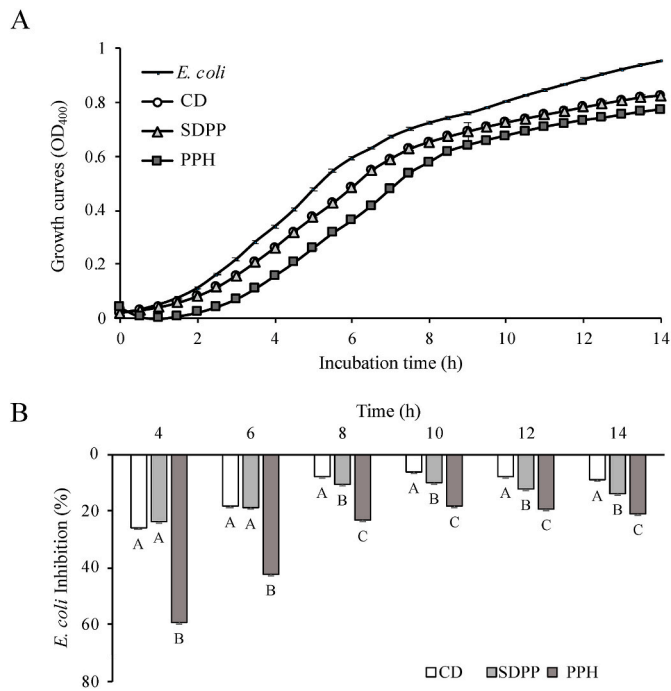 A
1
0.8
0.6
0.4
0.2
0
Growth curves (OD400)
E. coli
CD
SDPP
PPH
0 2 4 6 8 10 12 14
Incubation time (h)
B
Time (h)
4 6 8 10 12 14
0
20
40
60
80
E. coli Inhibition (%)
A A B
A A B
A B C
A B C
A B C
A B C
CD SDPP PPH